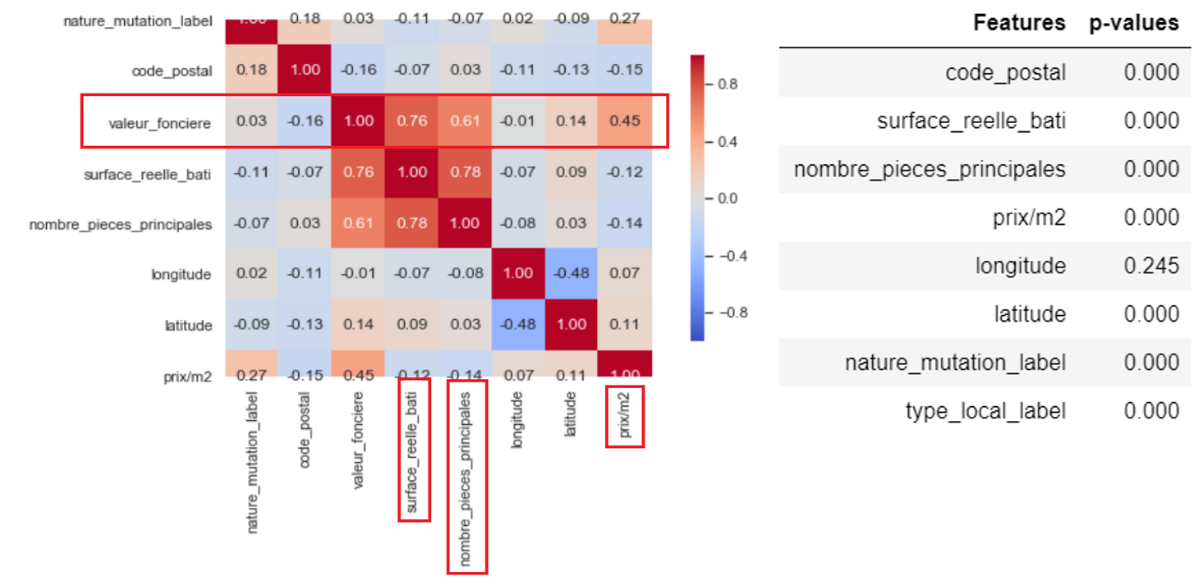 nature_mutation_label 1.00 0.18 0.03 -0.11 -0.07 0.02 -0.09 0.27
code_postal 0.18 1.00 -0.16 -0.07 0.03 -0.11 -0.13 -0.15
valeur_fonciere 0.03 -0.16 1.00 0.76 0.61 -0.01 0.14 0.45
surface_reelle_bati -0.11 -0.07 0.76 1.00 0.78 -0.07 0.09 -0.12
nombre_pieces_principales -0.07 0.03 0.61 0.78 1.00 -0.08 0.03 -0.14
longitude 0.02 -0.11 -0.01 -0.07 -0.08 1.00 -0.48 0.07
latitude -0.09 -0.13 0.14 0.09 0.03 -0.48 1.00 0.11
prix/m2 0.27 -0.15 0.45 -0.12 -0.14 0.07 0.11 1.00
nature_mutation_label
code_postal
valeur_fonciere
surface_reelle_bati
nombre_pieces_principales
longitude
latitude
prix/m2
0.8
0.4
0.0
-0.4
-0.8
Features p-values
code_postal 0.000
surface_reelle_bati 0.000
nombre_pieces_principales 0.000
prix/m2 0.000
longitude 0.245
latitude 0.000
nature_mutation_label 0.000
type_local_label 0.000